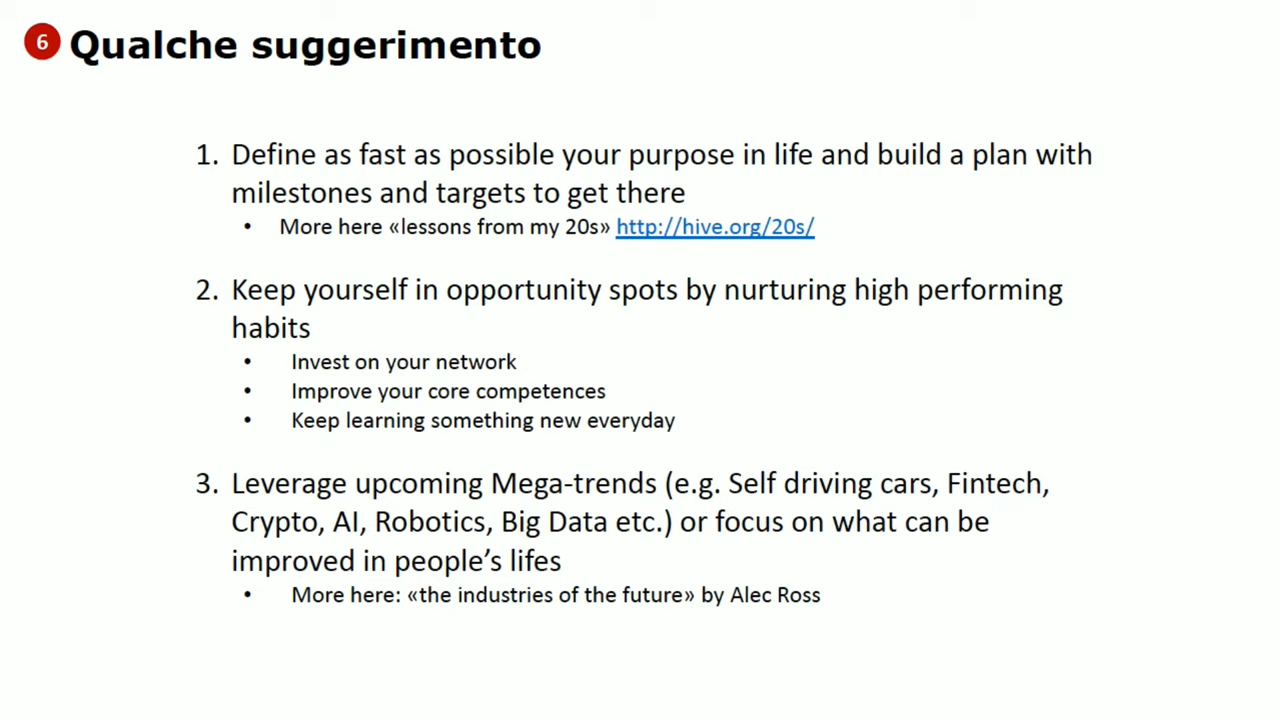 6 Qualche suggerimento
1. Define as fast as possible your purpose in life and build a plan with
milestones and targets to get there
• More here «lessons from my 20s» http://hive.org/20s/
2. Keep yourself in opportunity spots by nurturing high performing
habits
• Invest on your network
• Improve your core competences
• Keep learning something new everyday
3. Leverage upcoming Mega-trends (e.g. Self driving cars, Fintech,
Crypto, AI, Robotics, Big Data etc.) or focus on what can be
improved in people’s lifes
• More here: «the industries of the future» by Alec Ross